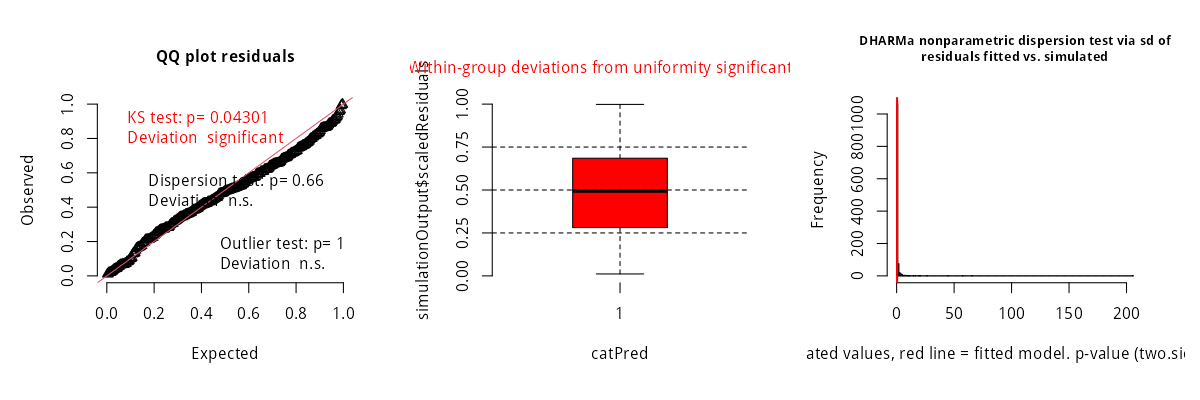 QQ plot residuals
KS test: p= 0.04301
Deviation significant
Dispersion test: p= 0.66
Deviation n.s.
Outlier test: p= 1
Deviation n.s.
Observed
0.0 0.2 0.4 0.6 0.8 1.0
0.0 0.2 0.4 0.6 0.8 1.0
Expected
Within-group deviations from uniformity significant
simulationOutput$scaledResiduals
0.00 0.25 0.50 0.75 1.00
1
catPred
DHARMa nonparametric dispersion test via sd of
residuals fitted vs. simulated
Frequency
0 200 400 600 800 1000
0 50 100 150 200
ated values, red line = fitted model. p-value (two.si